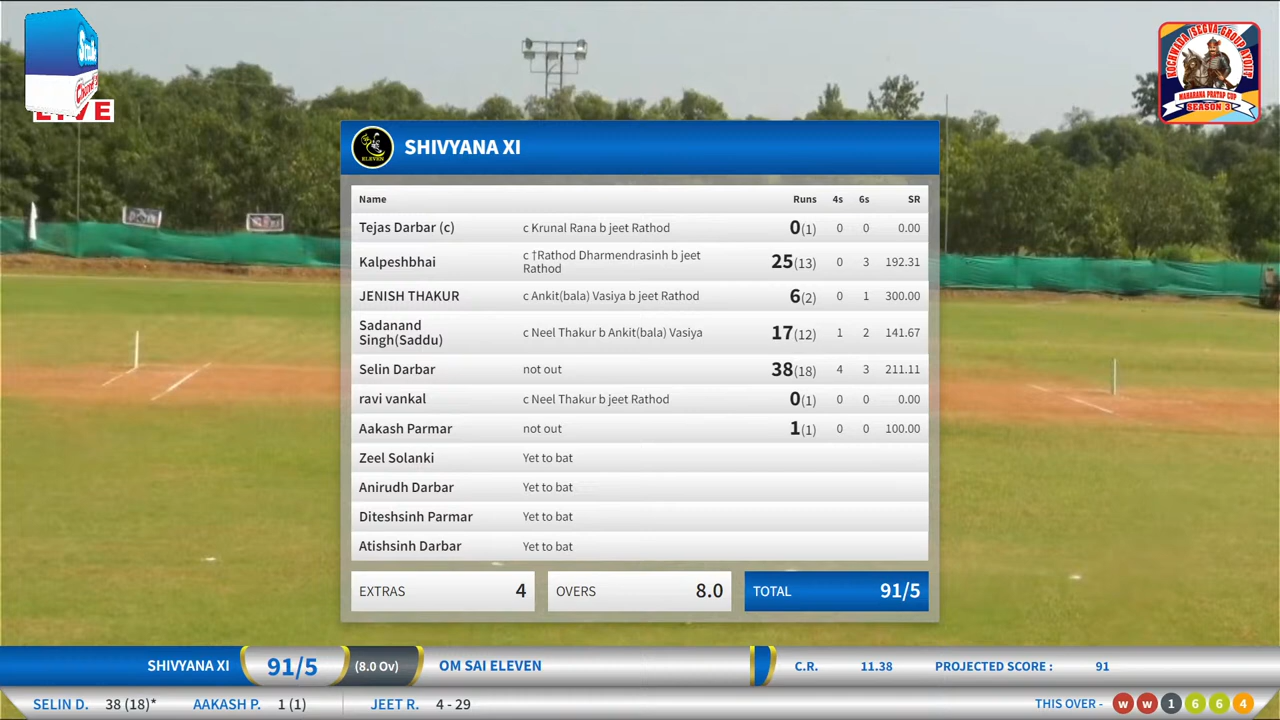 Smile
LIVE
KOCHWADA/SEGVA GROUP AYOJIT
MAHARANA PRATAP CUP
SEASON 3
ELEVEN
SHIVYANA XI
Name Runs 4s 6s SR
Tejas Darbar (c) c Krunal Rana b jeet Rathod 0(1) 0 0 0.00
Kalpeshbhai c †Rathod Dharmendrasinh b jeet Rathod 25(13) 0 3 192.31
JENISH THAKUR c Ankit(bala) Vasiya b jeet Rathod 6(2) 0 1 300.00
Sadanand Singh(Saddu) c Neel Thakur b Ankit(bala) Vasiya 17(12) 1 2 141.67
Selin Darbar not out 38(18) 4 3 211.11
ravi vankal c Neel Thakur b jeet Rathod 0(1) 0 0 0.00
Aakash Parmar not out 1(1) 0 0 100.00
Zeel Solanki Yet to bat
Anirudh Darbar Yet to bat
Diteshsinh Parmar Yet to bat
Atishsinh Darbar Yet to bat
EXTRAS 4 OVERS 8.0 TOTAL 91/5
SHIVYANA XI 91/5 (8.0 Ov) OM SAI ELEVEN C.R. 11.38 PROJECTED SCORE : 91
SELIN D. 38 (18)* AAKASH P. 1 (1) JEET R. 4 - 29 THIS OVER - W W 1 6 6 4